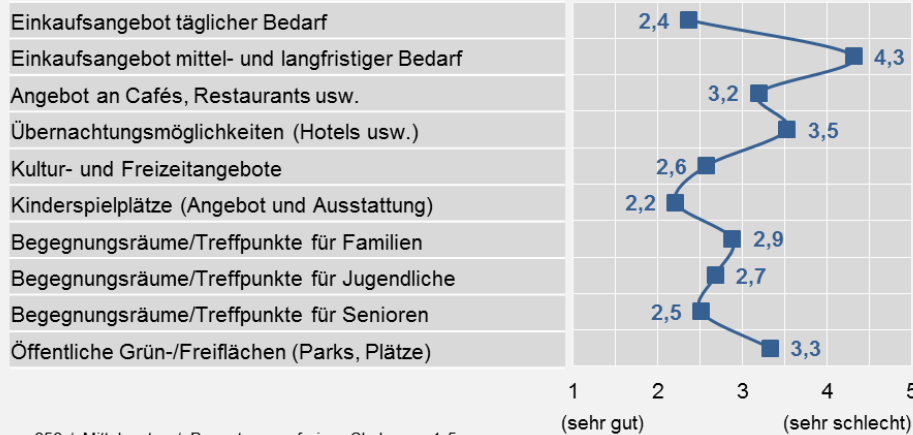 Einkaufsangebot täglicher Bedarf 2,4
Einkaufsangebot mittel- und langfristiger Bedarf 4,3
Angebot an Cafés, Restaurants usw. 3,2
Übernachtungsmöglichkeiten (Hotels usw.) 3,5
Kultur- und Freizeitangebote 2,6
Kinderspielplätze (Angebot und Ausstattung) 2,2
Begegnungsräume/Treffpunkte für Familien 2,9
Begegnungsräume/Treffpunkte für Jugendliche 2,7
Begegnungsräume/Treffpunkte für Senioren 2,5
Öffentliche Grün-/Freiflächen (Parks, Plätze) 3,3
1 2 3 4 5
(sehr gut) (sehr schlecht)